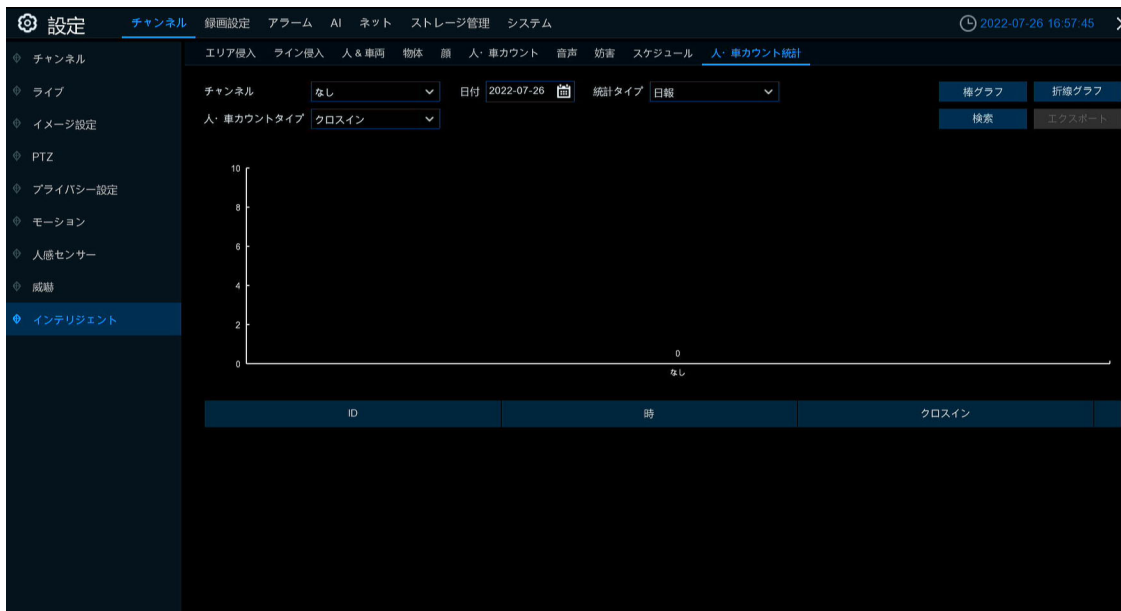 設定 チャンネル 録画設定 アラーム AI ネット ストレージ管理 システム 2022-07-26 16:57:45
エリア侵入 ライン侵入 人&車両 物体 顔 人・車カウント 音声 妨害 スケジュール 人・車カウント統計
チャンネル
ライブ
イメージ設定
PTZ
プライバシー設定
モーション
人感センサー
威嚇
インテリジェント
チャンネル なし 日付 2022-07-26 統計タイプ 日報 棒グラフ 折線グラフ
人・車カウントタイプ クロスイン 検索 エクスポート
10
8
6
4
2
0
0
なし
ID 時 クロスイン